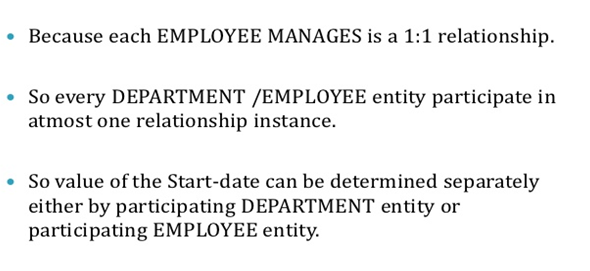 • Because each EMPLOYEE MANAGES is a 1:1 relationship.
• So every DEPARTMENT /EMPLOYEE entity participate in
atmost one relationship instance.
• So value of the Start-date can be determined separately
either by participating DEPARTMENT entity or
participating EMPLOYEE entity.